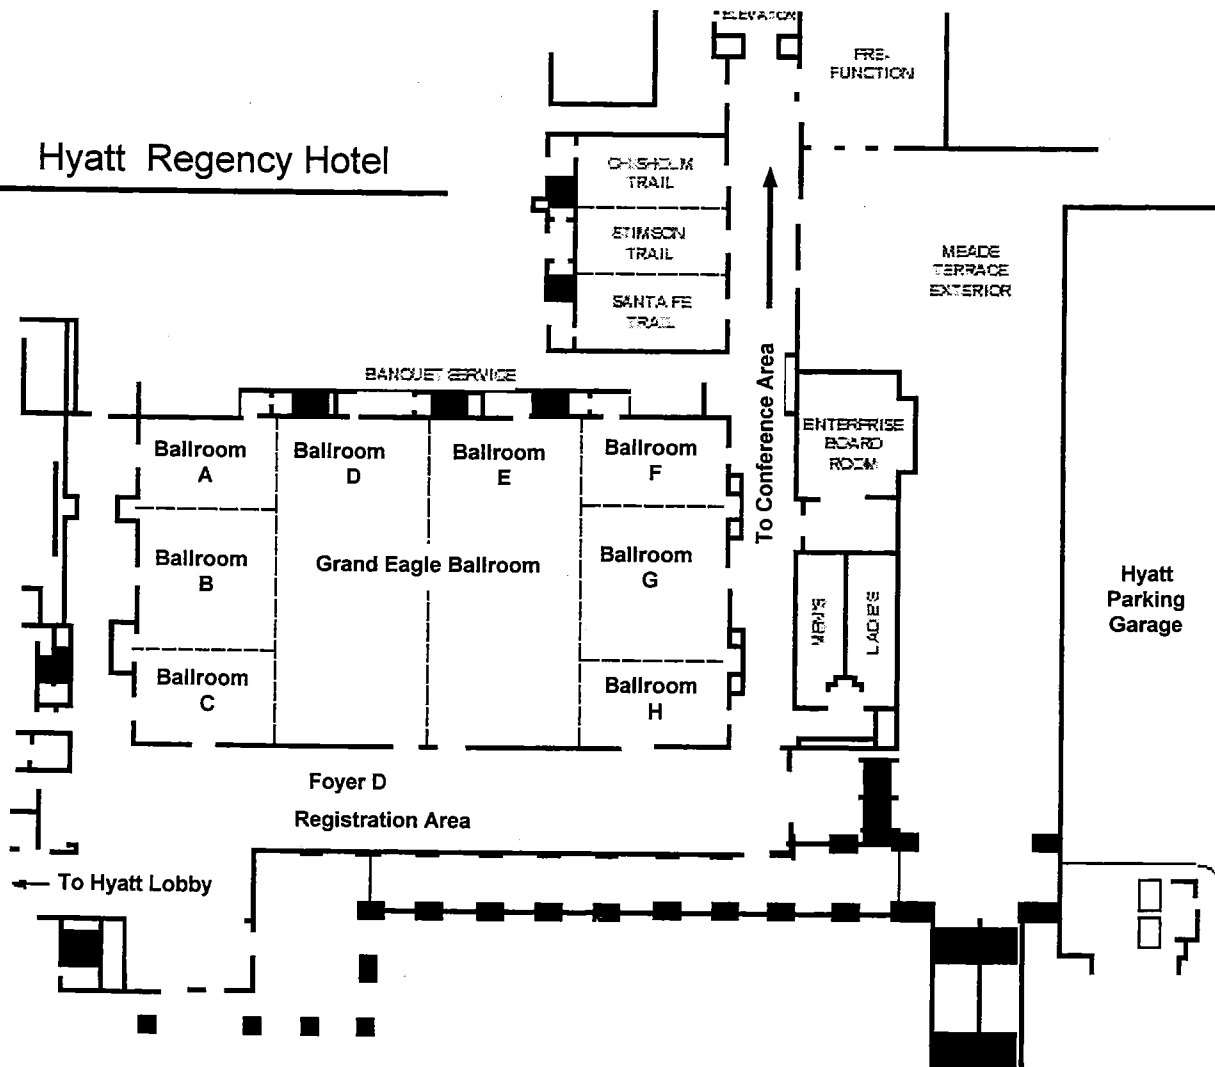 ELEVATOR
PRE-
FUNCTION
Hyatt Regency Hotel
CHISHOLM
TRAIL
STIMSON
TRAIL
SANTA FE
TRAIL
MEADE
TERRACE
EXTERIOR
To Conference Area
BANQUET SERVICE
Ballroom
A
Ballroom
D
Ballroom
E
Ballroom
F
ENTERPRISE
BOARD
ROOM
Ballroom
B
Grand Eagle Ballroom
Ballroom
G
Hyatt
Parking
Garage
MEN'S
LADIES
Ballroom
C
Ballroom
H
Foyer D
Registration Area
To Hyatt Lobby